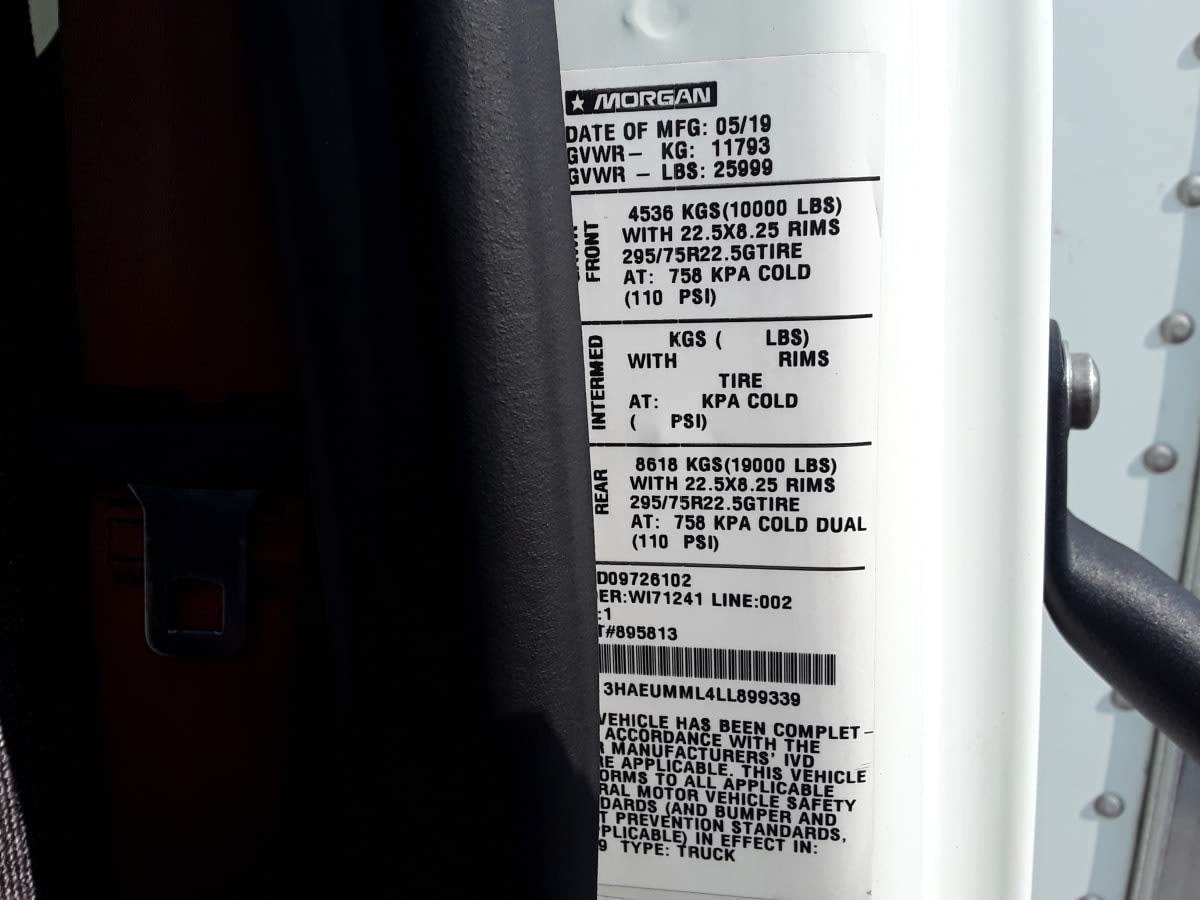 MORGAN
DATE OF MFG: 05/19
GVWR- KG: 11793
GVWR - LBS: 25999
FRONT
4536 KGS(10000 LBS)
WITH 22.5X8.25 RIMS
295/75R22.5GTIRE
AT: 758 KPA COLD
(110 PSI)
INTERMED
KGS ( LBS)
WITH RIMS
TIRE
AT: KPA COLD
( PSI)
REAR
8618 KGS(19000 LBS)
WITH 22.5X8.25 RIMS
295/75R22.5GTIRE
AT: 758 KPA COLD DUAL
(110 PSI)
D09726102
ER:WI71241 LINE:002
:1
T#895813
3HAEUMML4LL899339
VEHICLE HAS BEEN COMPLET-
ACCORDANCE WITH THE
MANUFACTURERS' IVD
RE APPLICABLE. THIS VEHICLE
ORMS TO ALL APPLICABLE
RAL MOTOR VEHICLE SAFETY
DARDS (AND BUMPER AND
T PREVENTION STANDARDS,
PPLICABLE) IN EFFECT IN:
9 TYPE: TRUCK